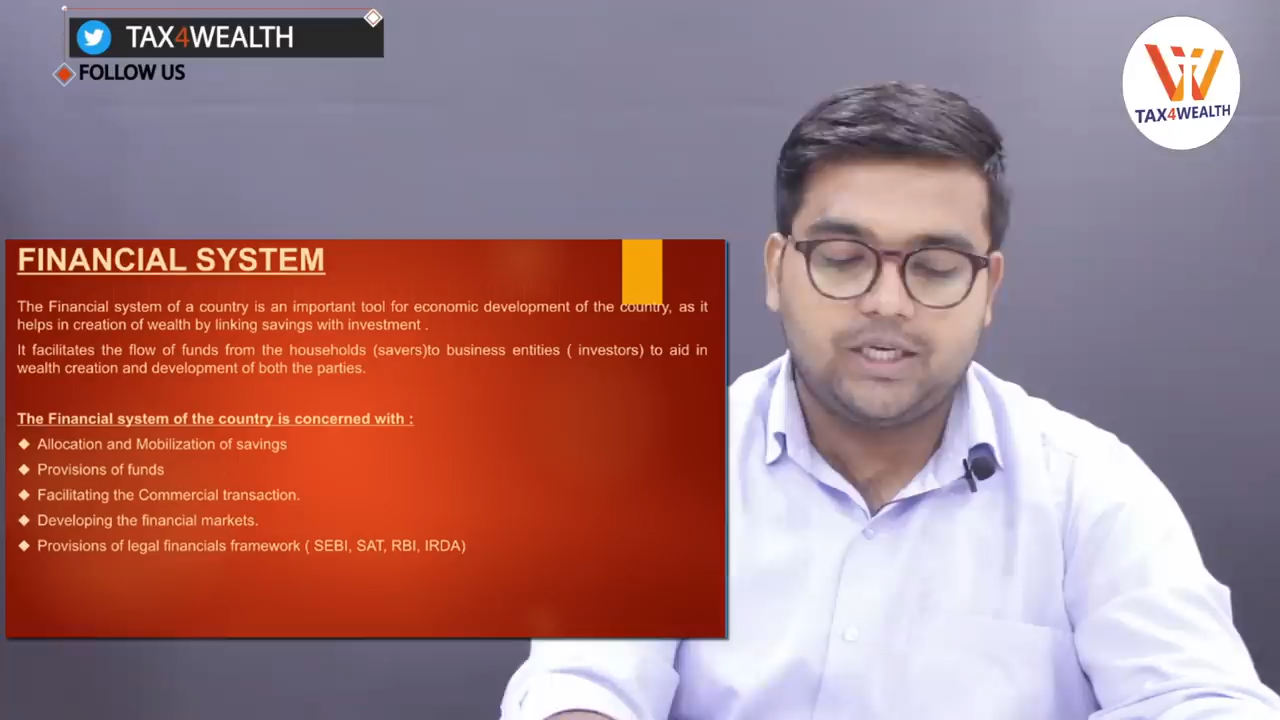 TAX4WEALTH
FOLLOW US
TAX4WEALTH
FINANCIAL SYSTEM
The Financial system of a country is an important tool for economic development of the country, as it
helps in creation of wealth by linking savings with investment .
It facilitates the flow of funds from the households (savers)to business entities ( investors) to aid in
wealth creation and development of both the parties.
The Financial system of the country is concerned with :
Allocation and Mobilization of savings
Provisions of funds
Facilitating the Commercial transaction.
Developing the financial markets.
Provisions of legal financials framework ( SEBI, SAT, RBI, IRDA)